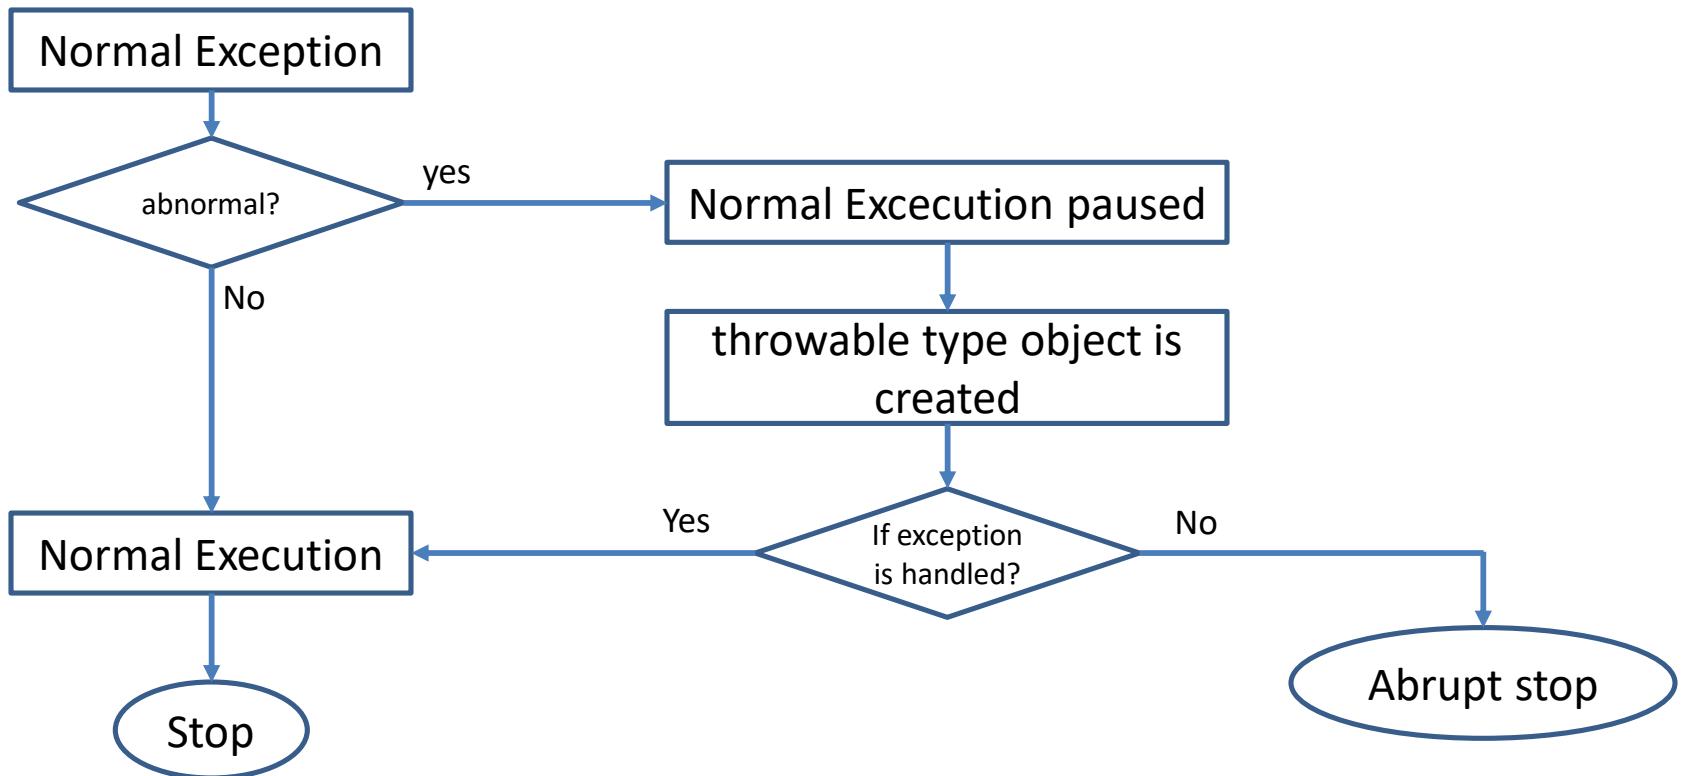 Normal Exception
abnormal?
yes
Normal Excecution paused
No
throwable type object is
created
Normal Execution
Yes
If exception
is handled?
No
Stop
Abrupt stop